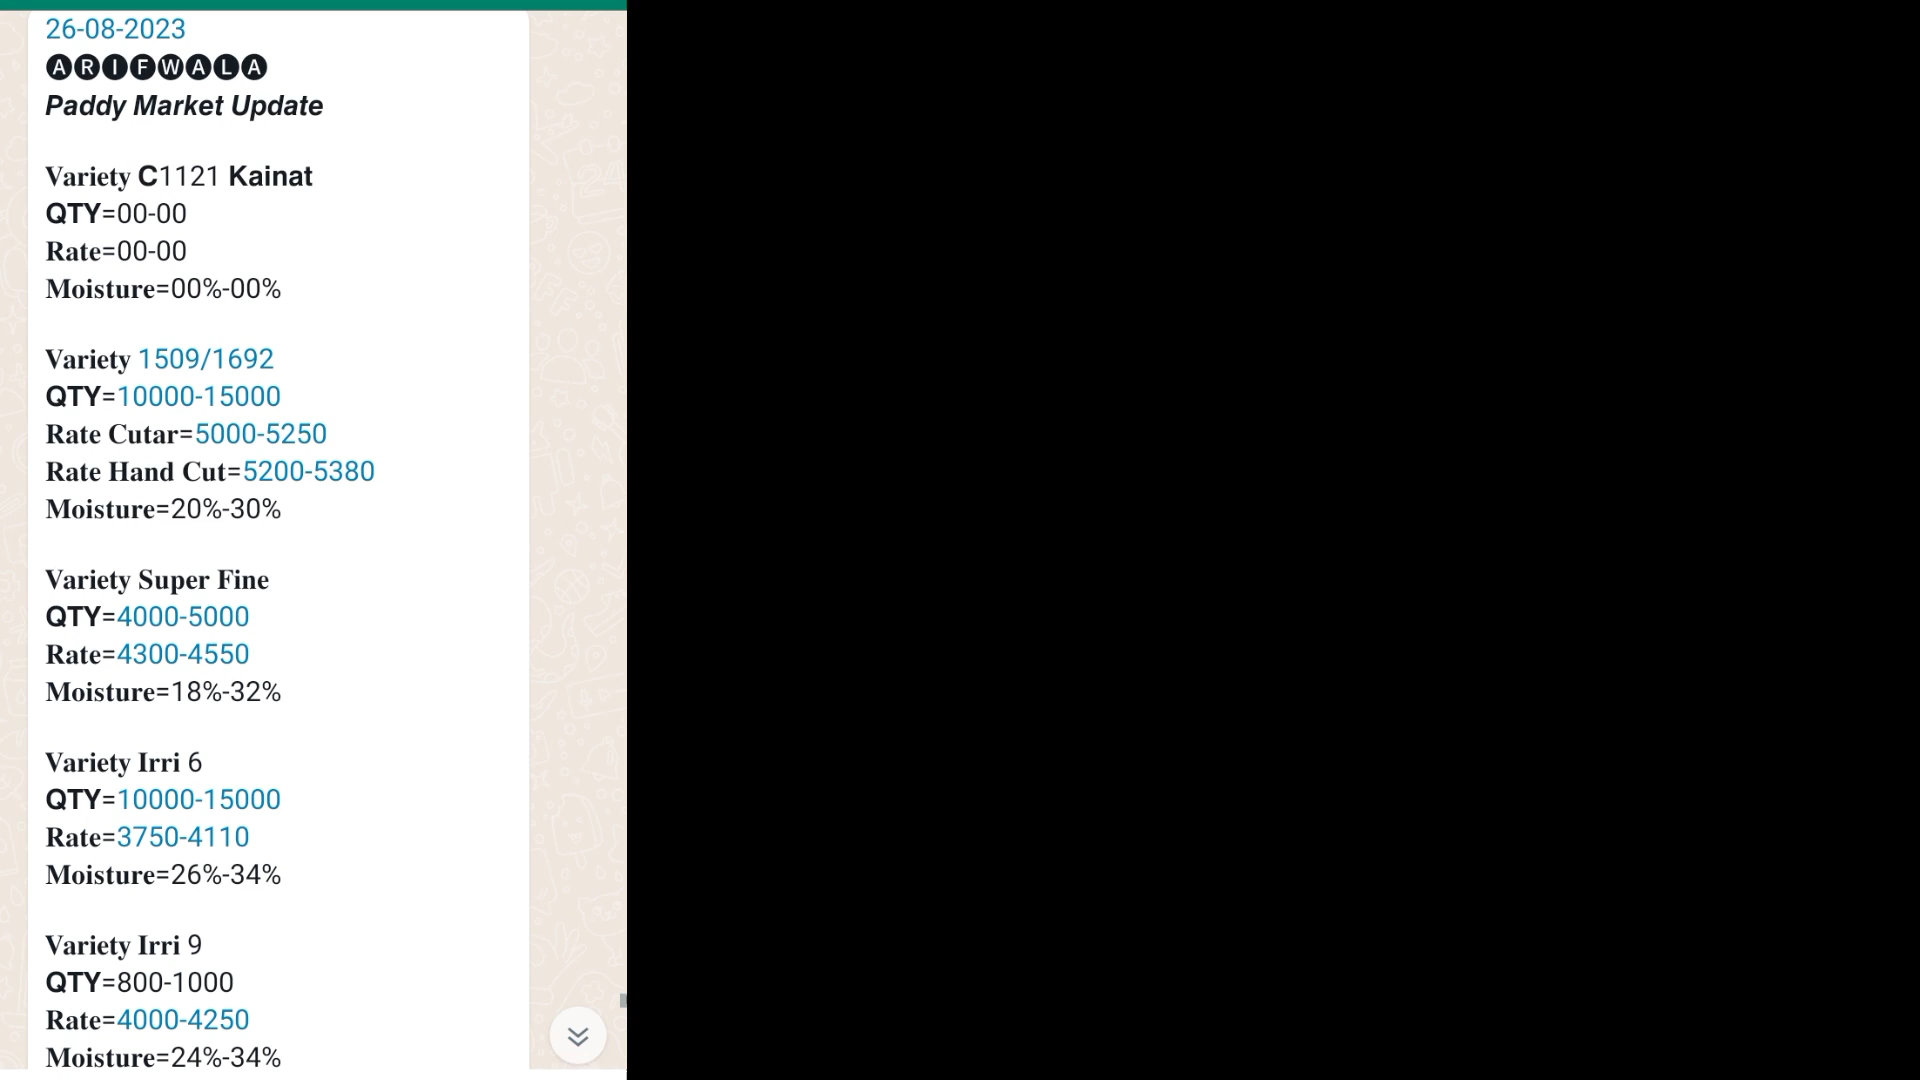 26-08-2023
🅐🅡🅘🅕🅦🅐🅛🅐
Paddy Market Update
Variety C1121 Kainat
QTY=00-00
Rate=00-00
Moisture=00%-00%
Variety 1509/1692
QTY=10000-15000
Rate Cutar=5000-5250
Rate Hand Cut=5200-5380
Moisture=20%-30%
Variety Super Fine
QTY=4000-5000
Rate=4300-4550
Moisture=18%-32%
Variety Irri 6
QTY=10000-15000
Rate=3750-4110
Moisture=26%-34%
Variety Irri 9
QTY=800-1000
Rate=4000-4250
Moisture=24%-34%